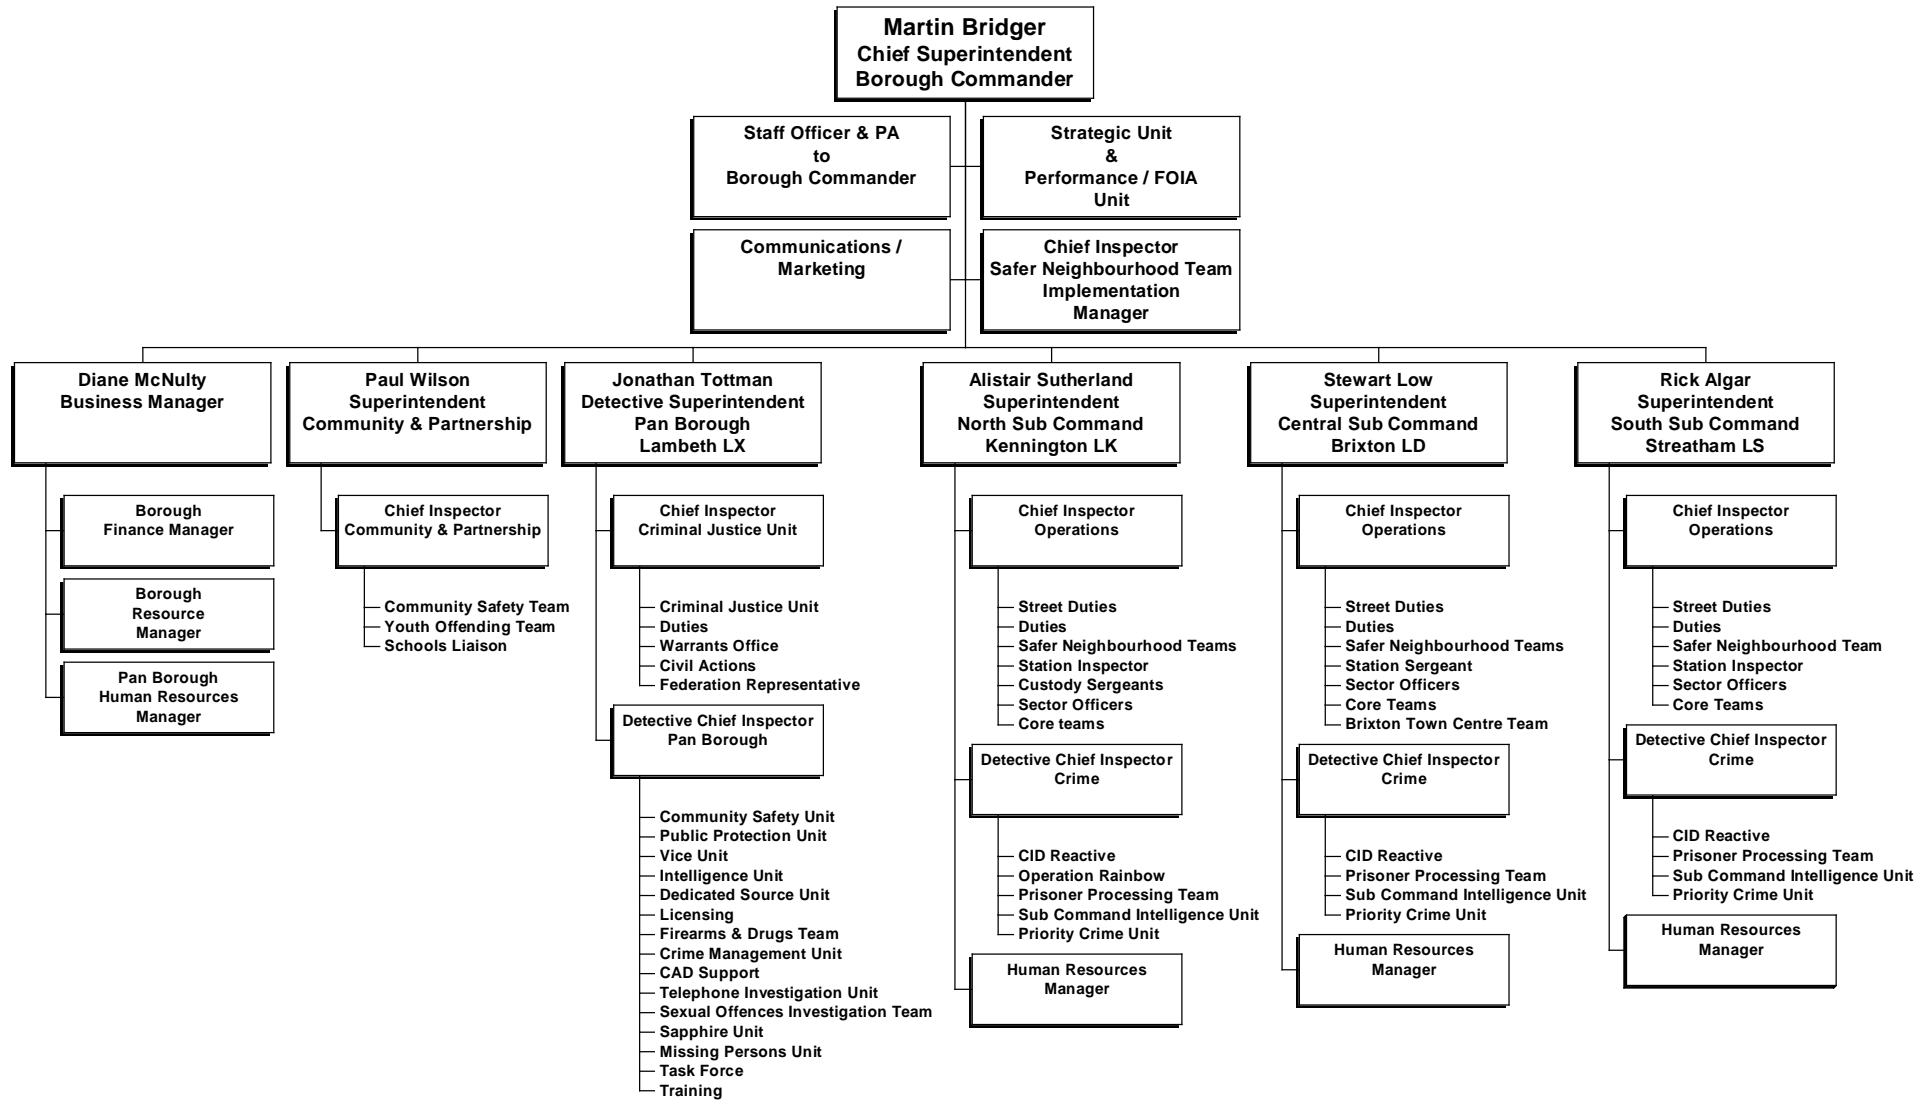 Martin Bridger
Chief Superintendent
Borough Commander
Staff Officer & PA
to
Borough Commander
Strategic Unit
&
Performance / FOIA
Unit
Communications /
Marketing
Chief Inspector
Safer Neighbourhood Team
Implementation
Manager
Diane McNulty
Business Manager
Borough
Finance Manager
Borough
Resource
Manager
Pan Borough
Human Resources
Manager
Paul Wilson
Superintendent
Community & Partnership
Chief Inspector
Community & Partnership
Community Safety Team
Youth Offending Team
Schools Liaison
Jonathan Tottman
Detective Superintendent
Pan Borough
Lambeth LX
Chief Inspector
Criminal Justice Unit
Criminal Justice Unit
Duties
Warrants Office
Civil Actions
Federation Representative
Detective Chief Inspector
Pan Borough
Community Safety Unit
Public Protection Unit
Vice Unit
Intelligence Unit
Dedicated Source Unit
Licensing
Firearms & Drugs Team
Crime Management Unit
CAD Support
Telephone Investigation Unit
Sexual Offences Investigation Team
Sapphire Unit
Missing Persons Unit
Task Force
Training
Alistair Sutherland
Superintendent
North Sub Command
Kennington LK
Chief Inspector
Operations
Street Duties
Duties
Safer Neighbourhood Teams
Station Inspector
Custody Sergeants
Sector Officers
Core teams
Detective Chief Inspector
Crime
CID Reactive
Operation Rainbow
Prisoner Processing Team
Sub Command Intelligence Unit
Priority Crime Unit
Human Resources
Manager
Stewart Low
Superintendent
Central Sub Command
Brixton LD
Chief Inspector
Operations
Street Duties
Duties
Safer Neighbourhood Teams
Station Sergeant
Sector Officers
Core Teams
Brixton Town Centre Team
Detective Chief Inspector
Crime
CID Reactive
Prisoner Processing Team
Sub Command Intelligence Unit
Priority Crime Unit
Human Resources
Manager
Rick Algar
Superintendent
South Sub Command
Streatham LS
Chief Inspector
Operations
Street Duties
Duties
Safer Neighbourhood Team
Station Inspector
Sector Officers
Core Teams
Detective Chief Inspector
Crime
CID Reactive
Prisoner Processing Team
Sub Command Intelligence Unit
Priority Crime Unit
Human Resources
Manager